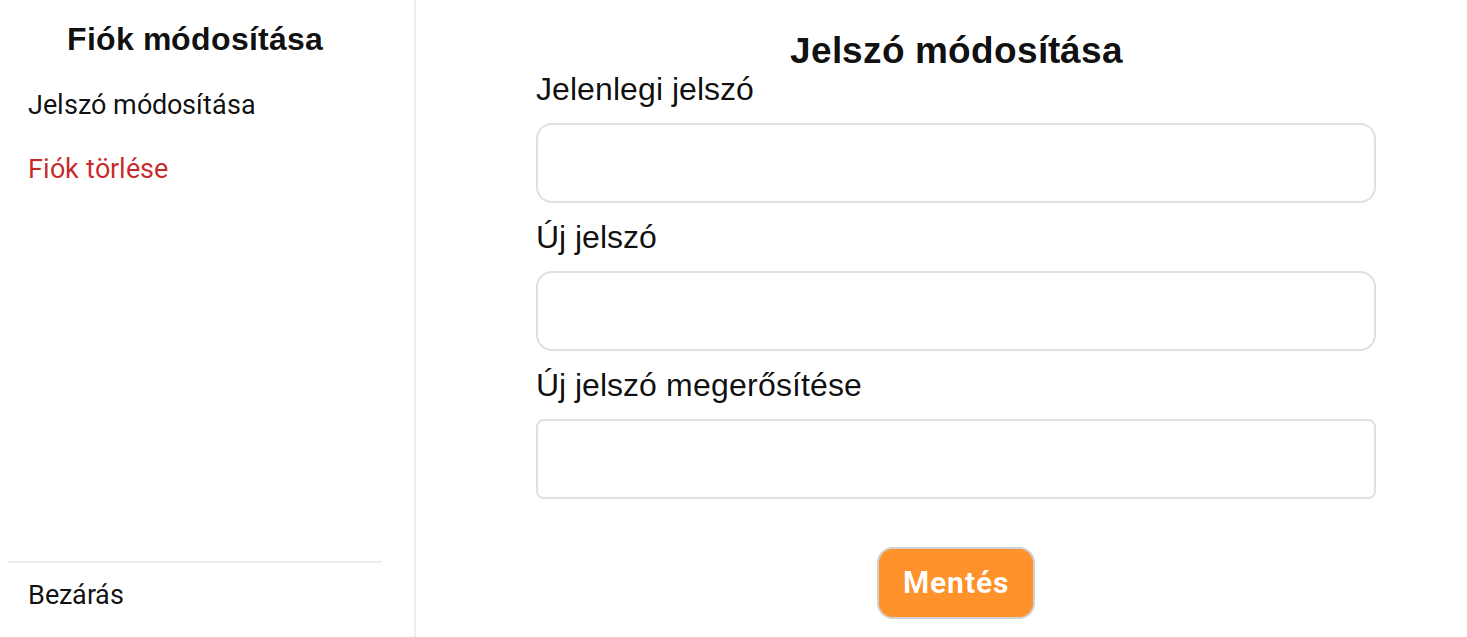 Fiók módosítása
Jelszó módosítása
Fiók törlése
Bezárás
Jelszó módosítása
Jelenlegi jelszó
Új jelszó
Új jelszó megerősítése
Mentés